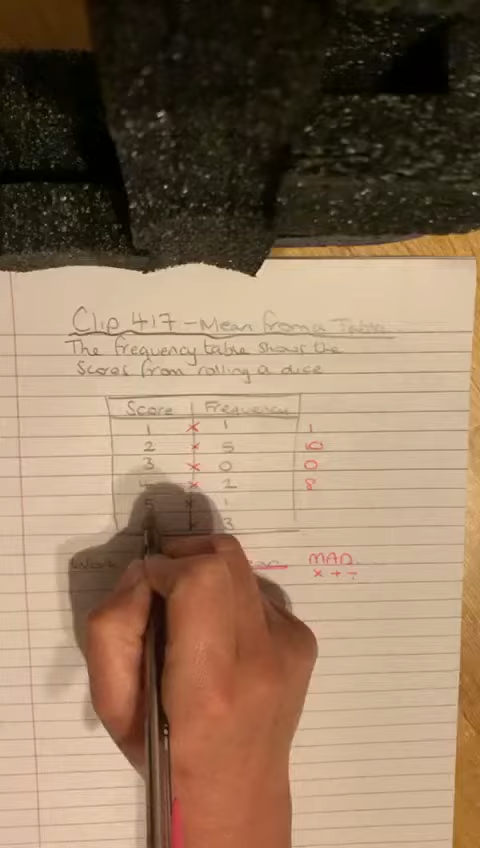 Clip 417 - Mean from a Table
The frequency table shows the
scores from rolling a dice
Score Frequency
1 × 1 1
2 × 5 10
3 × 0 0
4 × 2 8
5 × 1
3
Work MAD
× + ÷